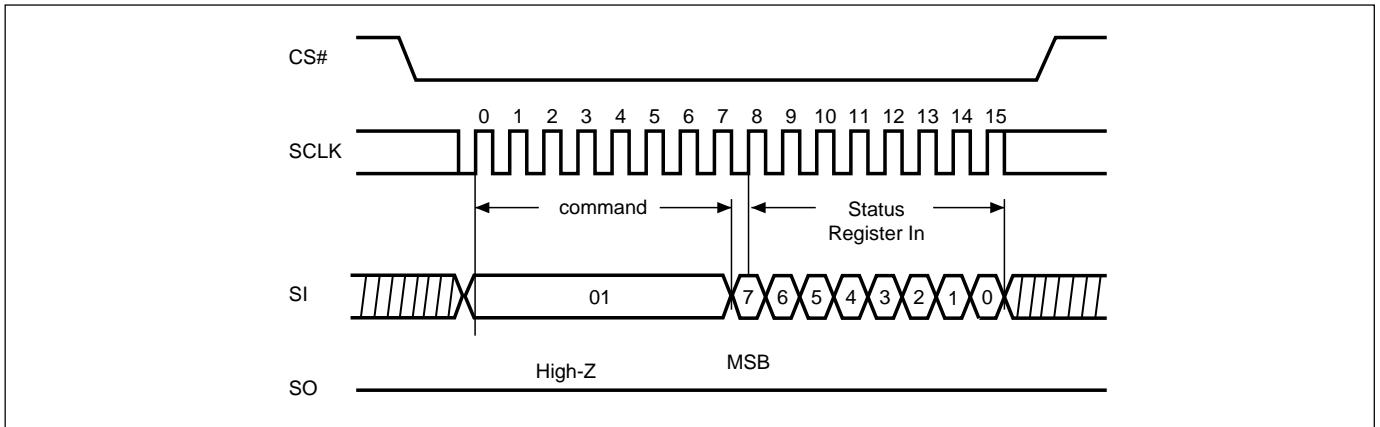 CS#
0 1 2 3 4 5 6 7 8 9 10 11 12 13 14 15
SCLK
command
Status
Register In
SI
01
7 6 5 4 3 2 1 0
MSB
High-Z
SO